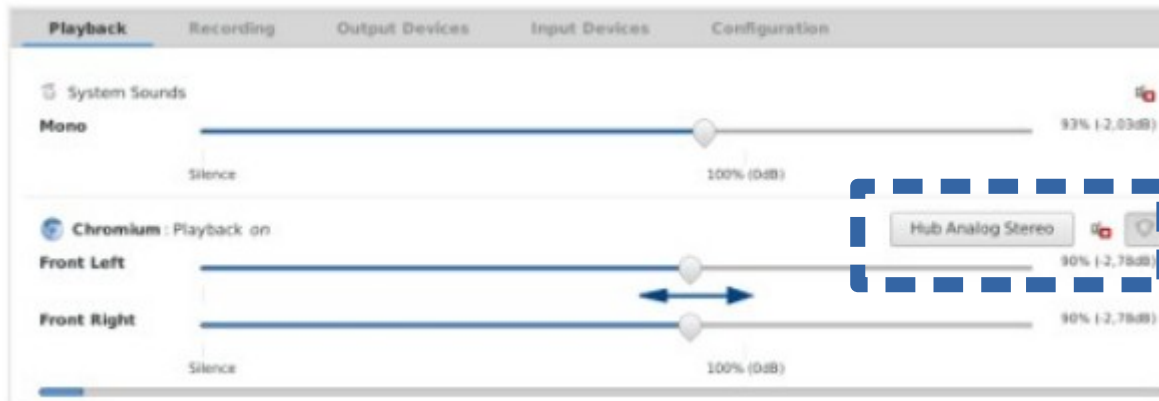 Playback Recording Output Devices Input Devices Configuration
System Sounds
Mono 93% (-2,03dB)
Silence 100% (0dB)
Chromium : Playback on Hub Analog Stereo
Front Left 90% (-2,78dB)
Front Right 90% (-2,78dB)
Silence 100% (0dB)